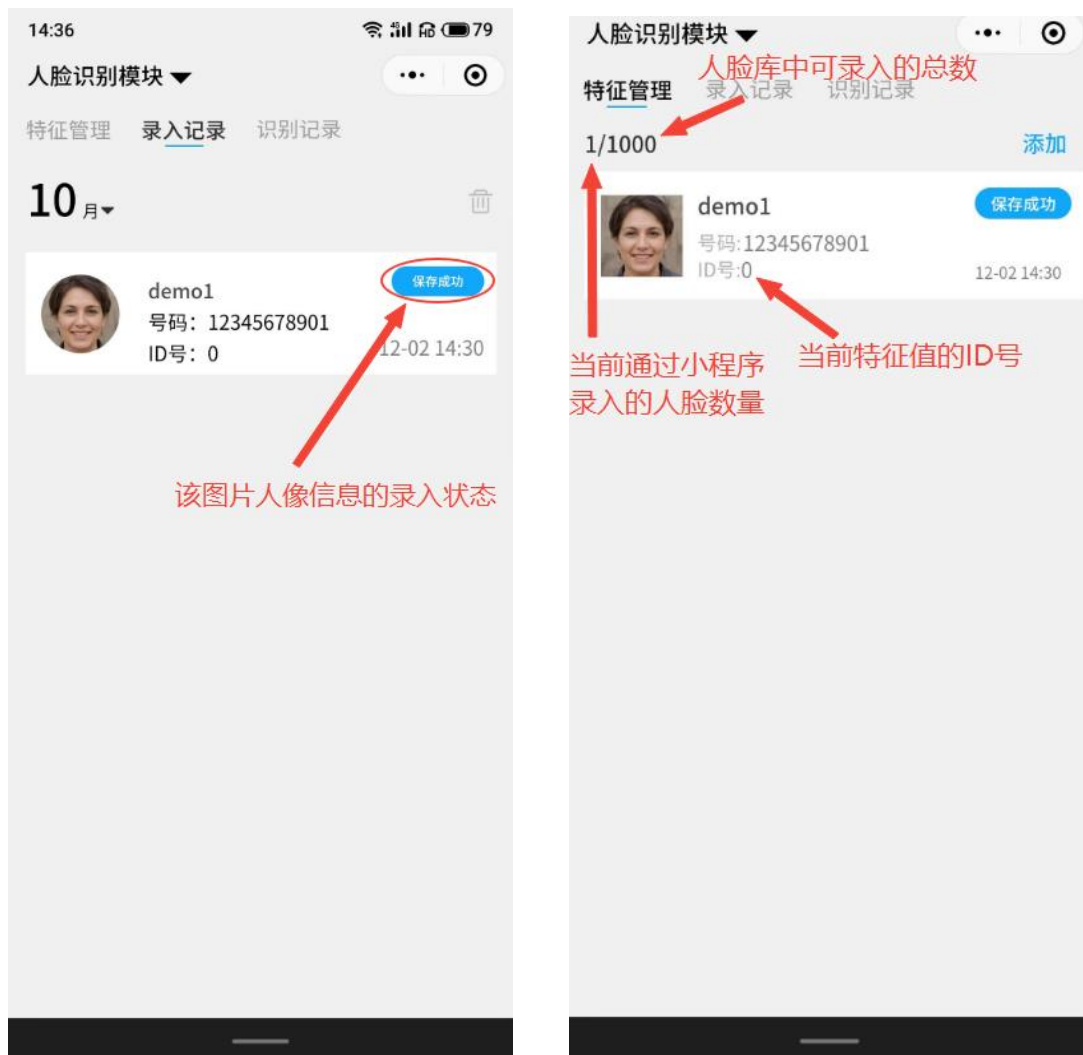 14:36
79
人脸识别模块
特征管理 录入记录 识别记录
10 月
demo1
保存成功
号码: 12345678901
ID号: 0
12-02 14:30
该图片人像信息的录入状态
人脸识别模块
人脸库中可录入的总数
特征管理 录入记录 识别记录
1/1000
添加
demo1
保存成功
号码:12345678901
ID号:0
12-02 14:30
当前通过小程序
录入的人脸数量
当前特征值的ID号